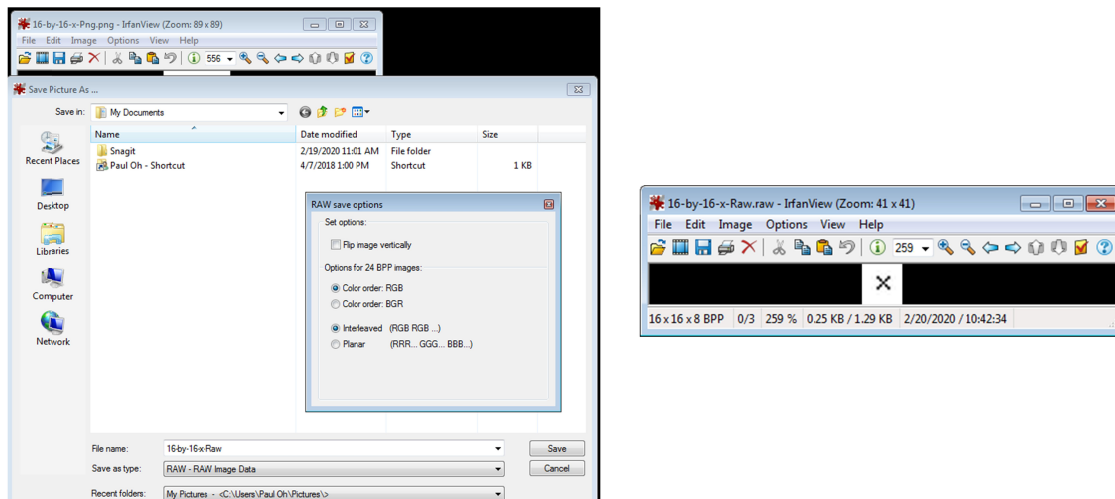 16-by-16-x-Png.png - IrfanView (Zoom: 89 x 89)
File Edit Image Options View Help
556
Save Picture As ...
Save in: My Documents
Name Date modified Type Size
Snagit 2/19/2020 11:01 AM File folder
Paul Oh - Shortcut 4/7/2018 1:00 PM Shortcut 1 KB
Recent Places
Desktop
Libraries
Computer
Network
RAW save options
Set options:
Flip image vertically
Options for 24 BPP images:
Color order: RGB
Color order: BGR
Interleaved (RGB RGB ...)
Planar (RRR... GGG... BBB...)
File name: 16-by-16-x-Raw Save
Save as type: RAW - RAW Image Data Cancel
Recent folders: My Pictures - <C:\Users\Paul Oh\Pictures\>
16-by-16-x-Raw.raw - IrfanView (Zoom: 41 x 41)
File Edit Image Options View Help
259
16 x 16 x 8 BPP 0/3 259 % 0.25 KB / 1.29 KB 2/20/2020 / 10:42:34